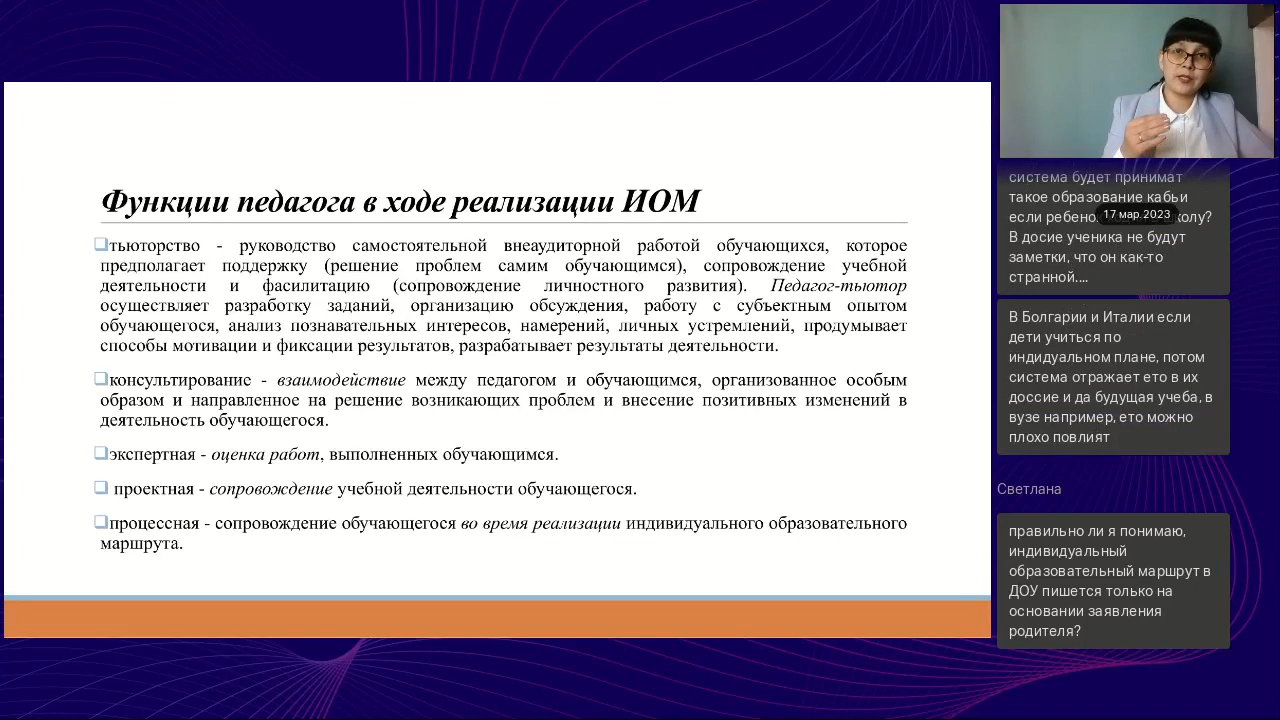 Функции педагога в ходе реализации ИОМ
тьюторство - руководство самостоятельной внеаудиторной работой обучающихся, которое
предполагает поддержку (решение проблем самим обучающимся), сопровождение учебной
деятельности и фасилитацию (сопровождение личностного развития). Педагог-тьютор
осуществляет разработку заданий, организацию обсуждения, работу с субъектным опытом
обучающегося, анализ познавательных интересов, намерений, личных устремлений, продумывает
способы мотивации и фиксации результатов, разрабатывает результаты деятельности.
консультирование - взаимодействие между педагогом и обучающимся, организованное особым
образом и направленное на решение возникающих проблем и внесение позитивных изменений в
деятельность обучающегося.
экспертная - оценка работ, выполненных обучающимся.
проектная - сопровождение учебной деятельности обучающегося.
процессная - сопровождение обучающегося во время реализации индивидуального образовательного
маршрута.
система будет принимат
такое образование кабьи
если ребено
17 мар.2023
колу?
В досие ученика не будут
заметки, что он как-то
странной....
В Болгарии и Италии если
дети учиться по
индидуальном плане, потом
система отражает ето в их
доссие и да будущая учеба, в
вузе например, ето можно
плохо повлият
Светлана
правильно ли я понимаю,
индивидуальный
образовательный маршрут в
ДОУ пишется только на
основании заявления
родителя?